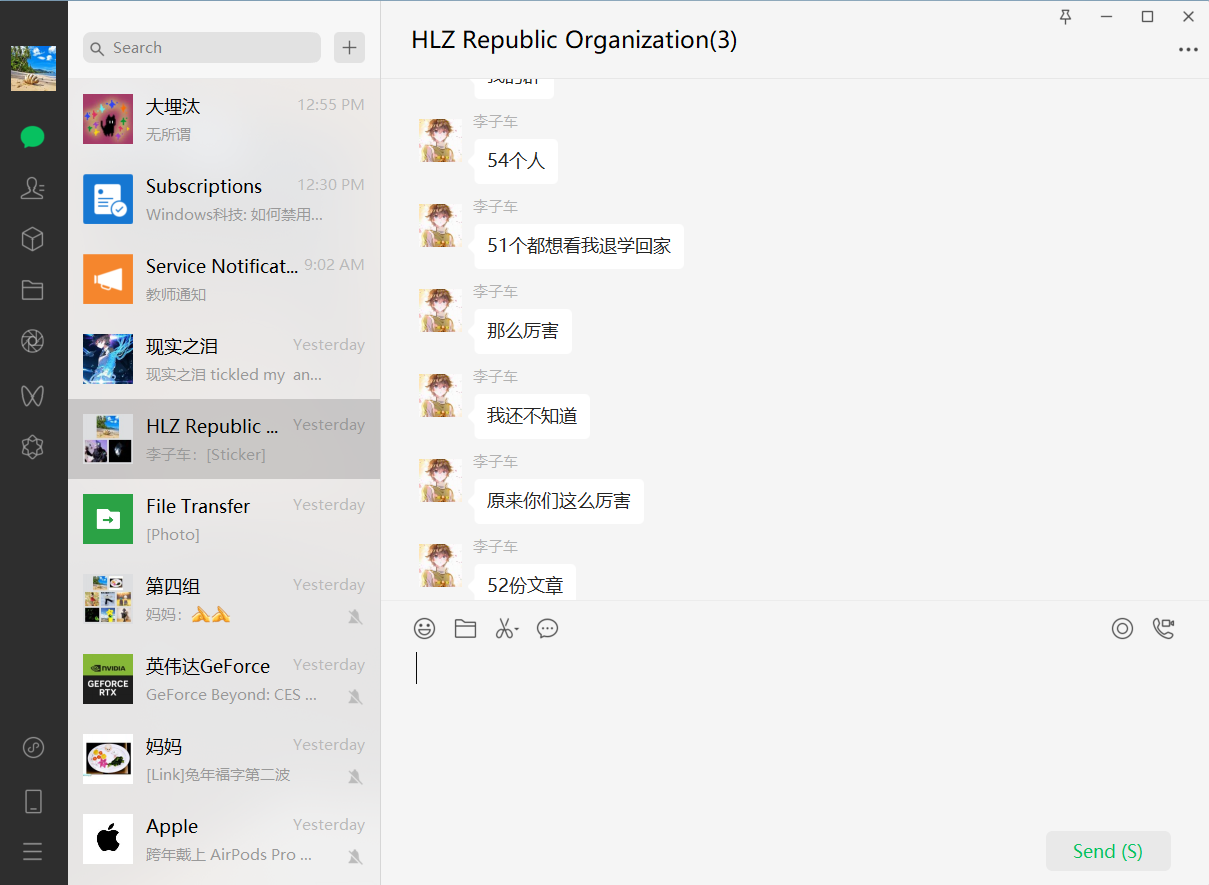 Search
大埋汰
12:55 PM
无所谓
Subscriptions
12:30 PM
Windows科技: 如何禁用...
Service Notificat...
9:02 AM
教师通知
现实之泪
Yesterday
现实之泪 tickled my  an...
HLZ Republic ...
Yesterday
李子车：[Sticker]
File Transfer
Yesterday
[Photo]
第四组
Yesterday
妈妈：
英伟达GeForce
Yesterday
GeForce Beyond: CES ...
NVIDIA
GEFORCE
RTX
妈妈
Yesterday
[Link]兔年福字第二波
Apple
Yesterday
跨年戴上 AirPods Pro ...
HLZ Republic Organization(3)
我的群
李子车
54个人
李子车
51个都想看我退学回家
李子车
那么厉害
李子车
我还不知道
李子车
原来你们这么厉害
李子车
52份文章
Send (S)